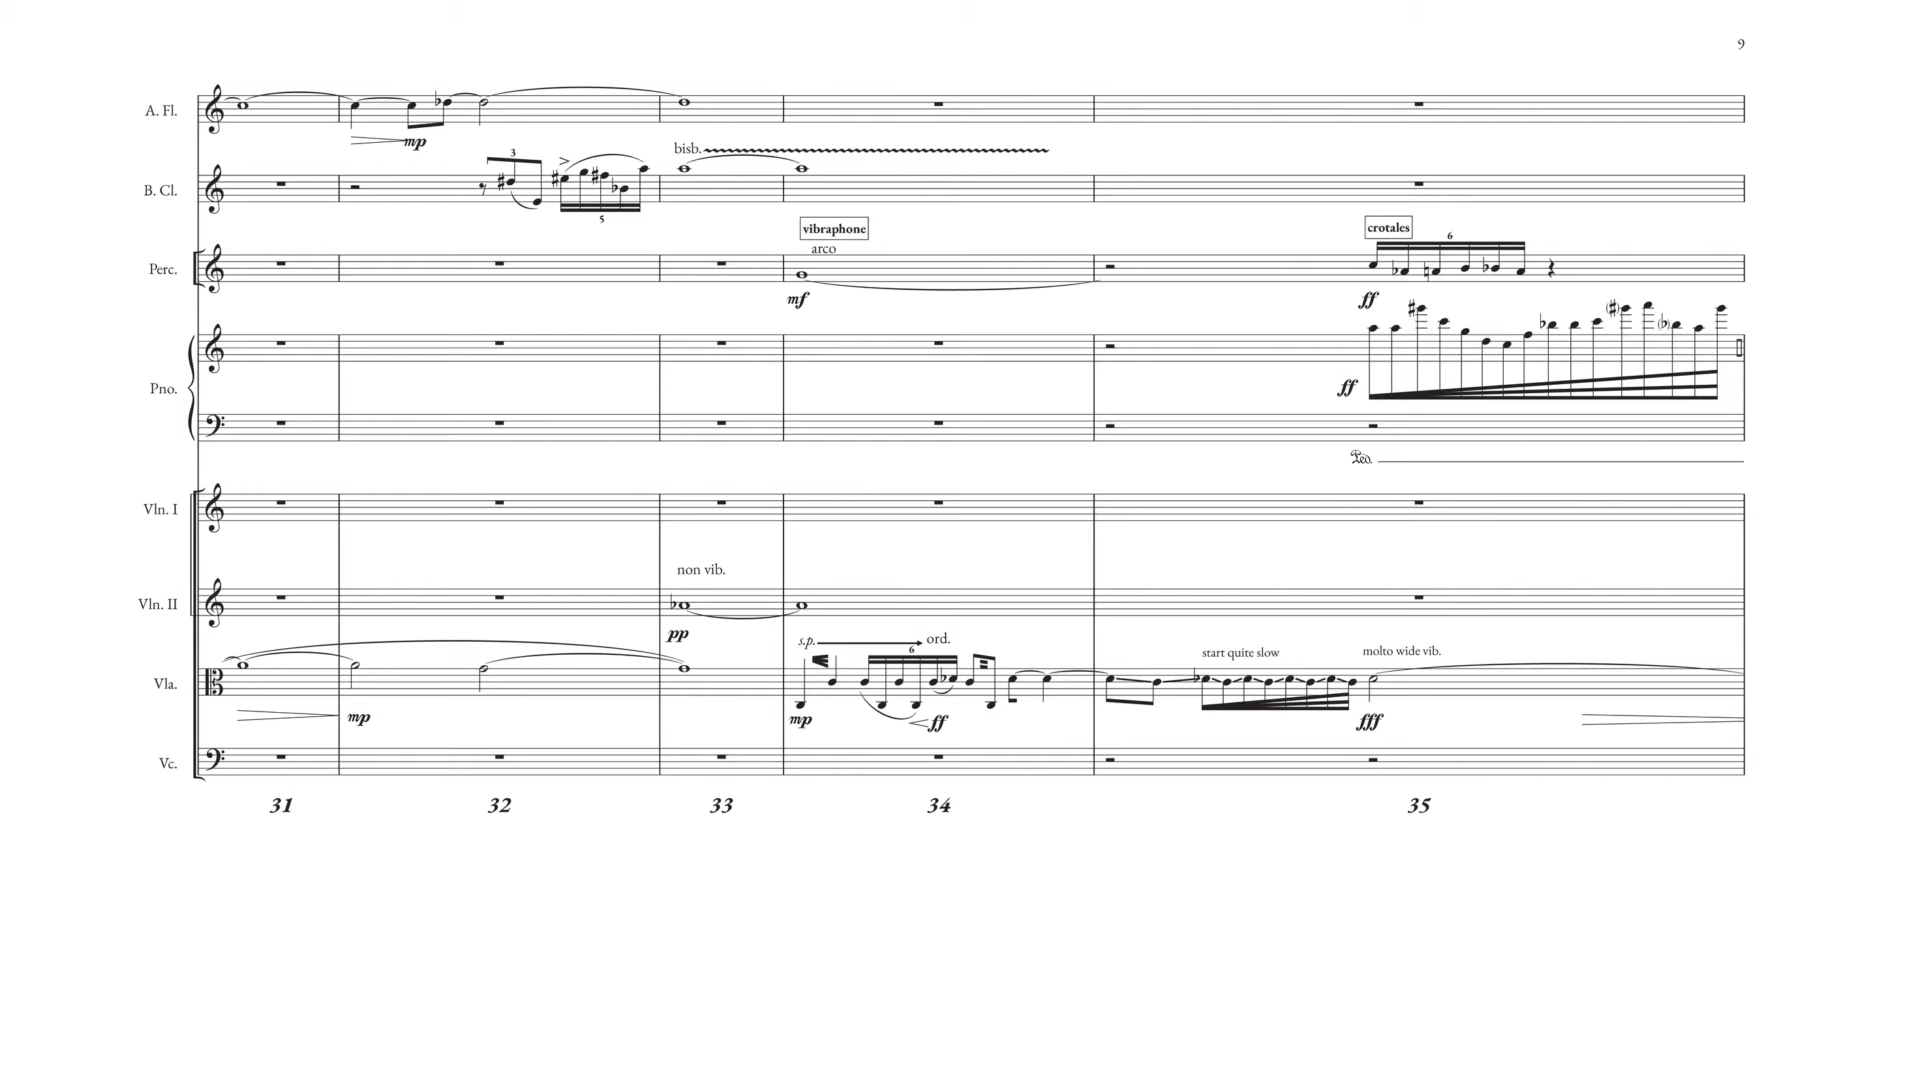 9
A. Fl.
mp
bisb.
3
B. Cl.
5
vibraphone
crotales
arco
6
Perc.
mf
ff
Pno.
ff
Ped.
Vln. I
non vib.
Vln. II
pp
s.p. ord.
6
start quite slow
molto wide vib.
Vla.
mp
mp
ff
fff
Vc.
31 32 33 34 35